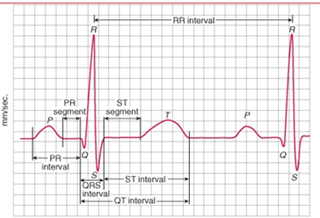 RR interval
R
R
PR
segment
ST
segment
P
T
P
mm/sec.
PR
interval
Q
Q
S
S
QRS
interval
ST interval
QT interval